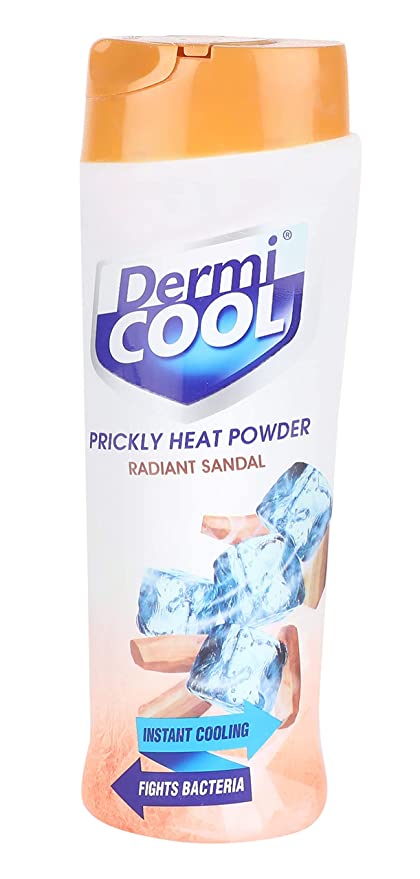 Dermi®
COOL
PRICKLY HEAT POWDER
RADIANT SANDAL
INSTANT COOLING
FIGHTS BACTERIA